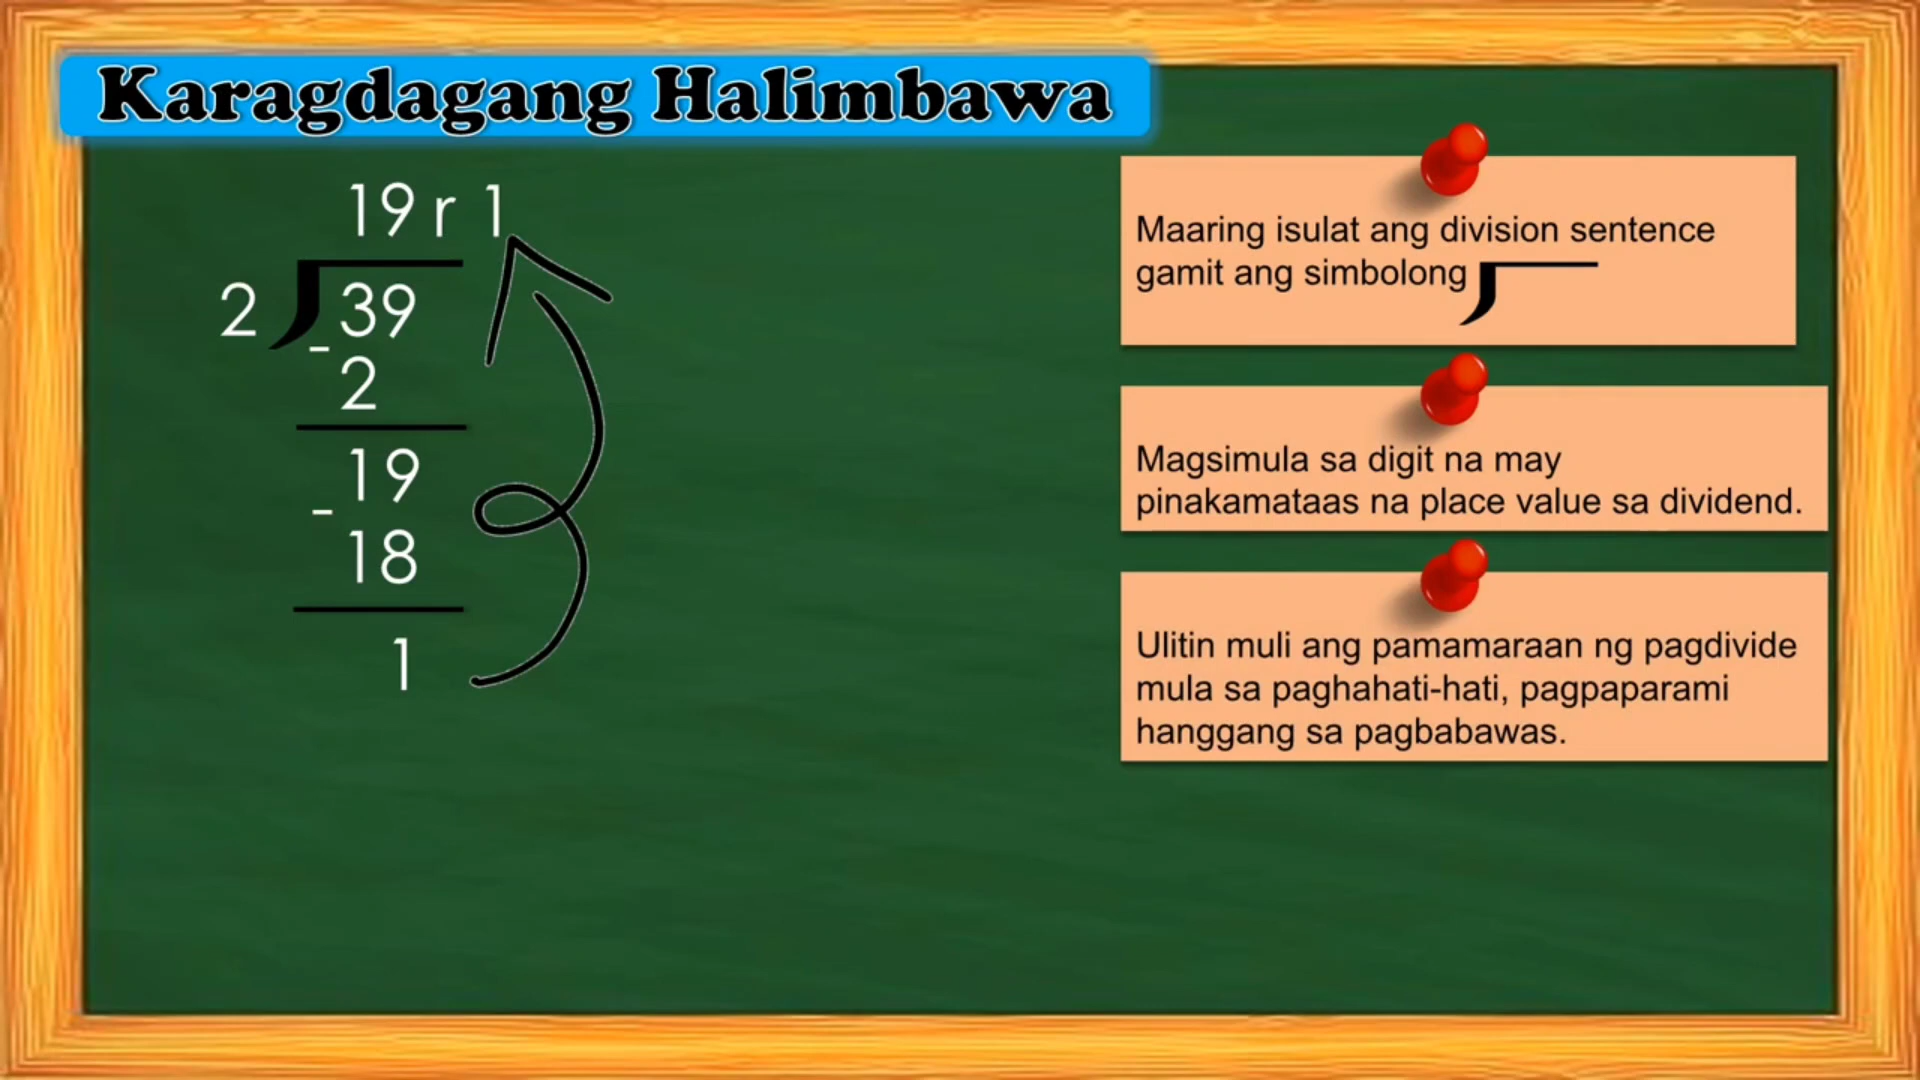 Karagdagang Halimbawa
19 r 1
2 39
- 
2
19
- 
18
1
Maaring isulat ang division sentence
gamit ang simbolong
Magsimula sa digit na may
pinakamataas na place value sa dividend.
Ulitin muli ang pamamaraan ng pagdivide
mula sa paghahati-hati, pagpaparami
hanggang sa pagbabawas.